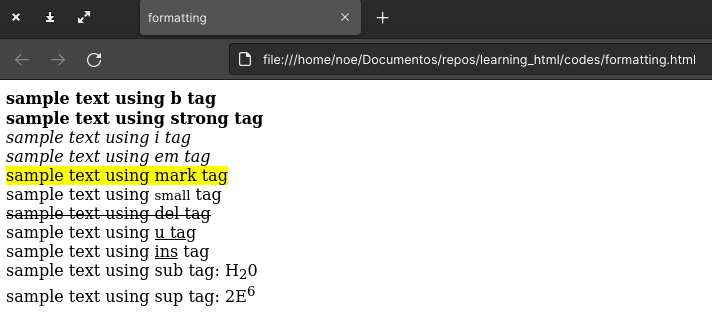 formatting
file:///home/noe/Documentos/repos/learning_html/codes/formatting.html
sample text using b tag
sample text using strong tag
sample text using i tag
sample text using em tag
sample text using mark tag
sample text using small tag
sample text using del tag
sample text using u tag
sample text using ins tag
sample text using sub tag: H20
sample text using sup tag: 2E6